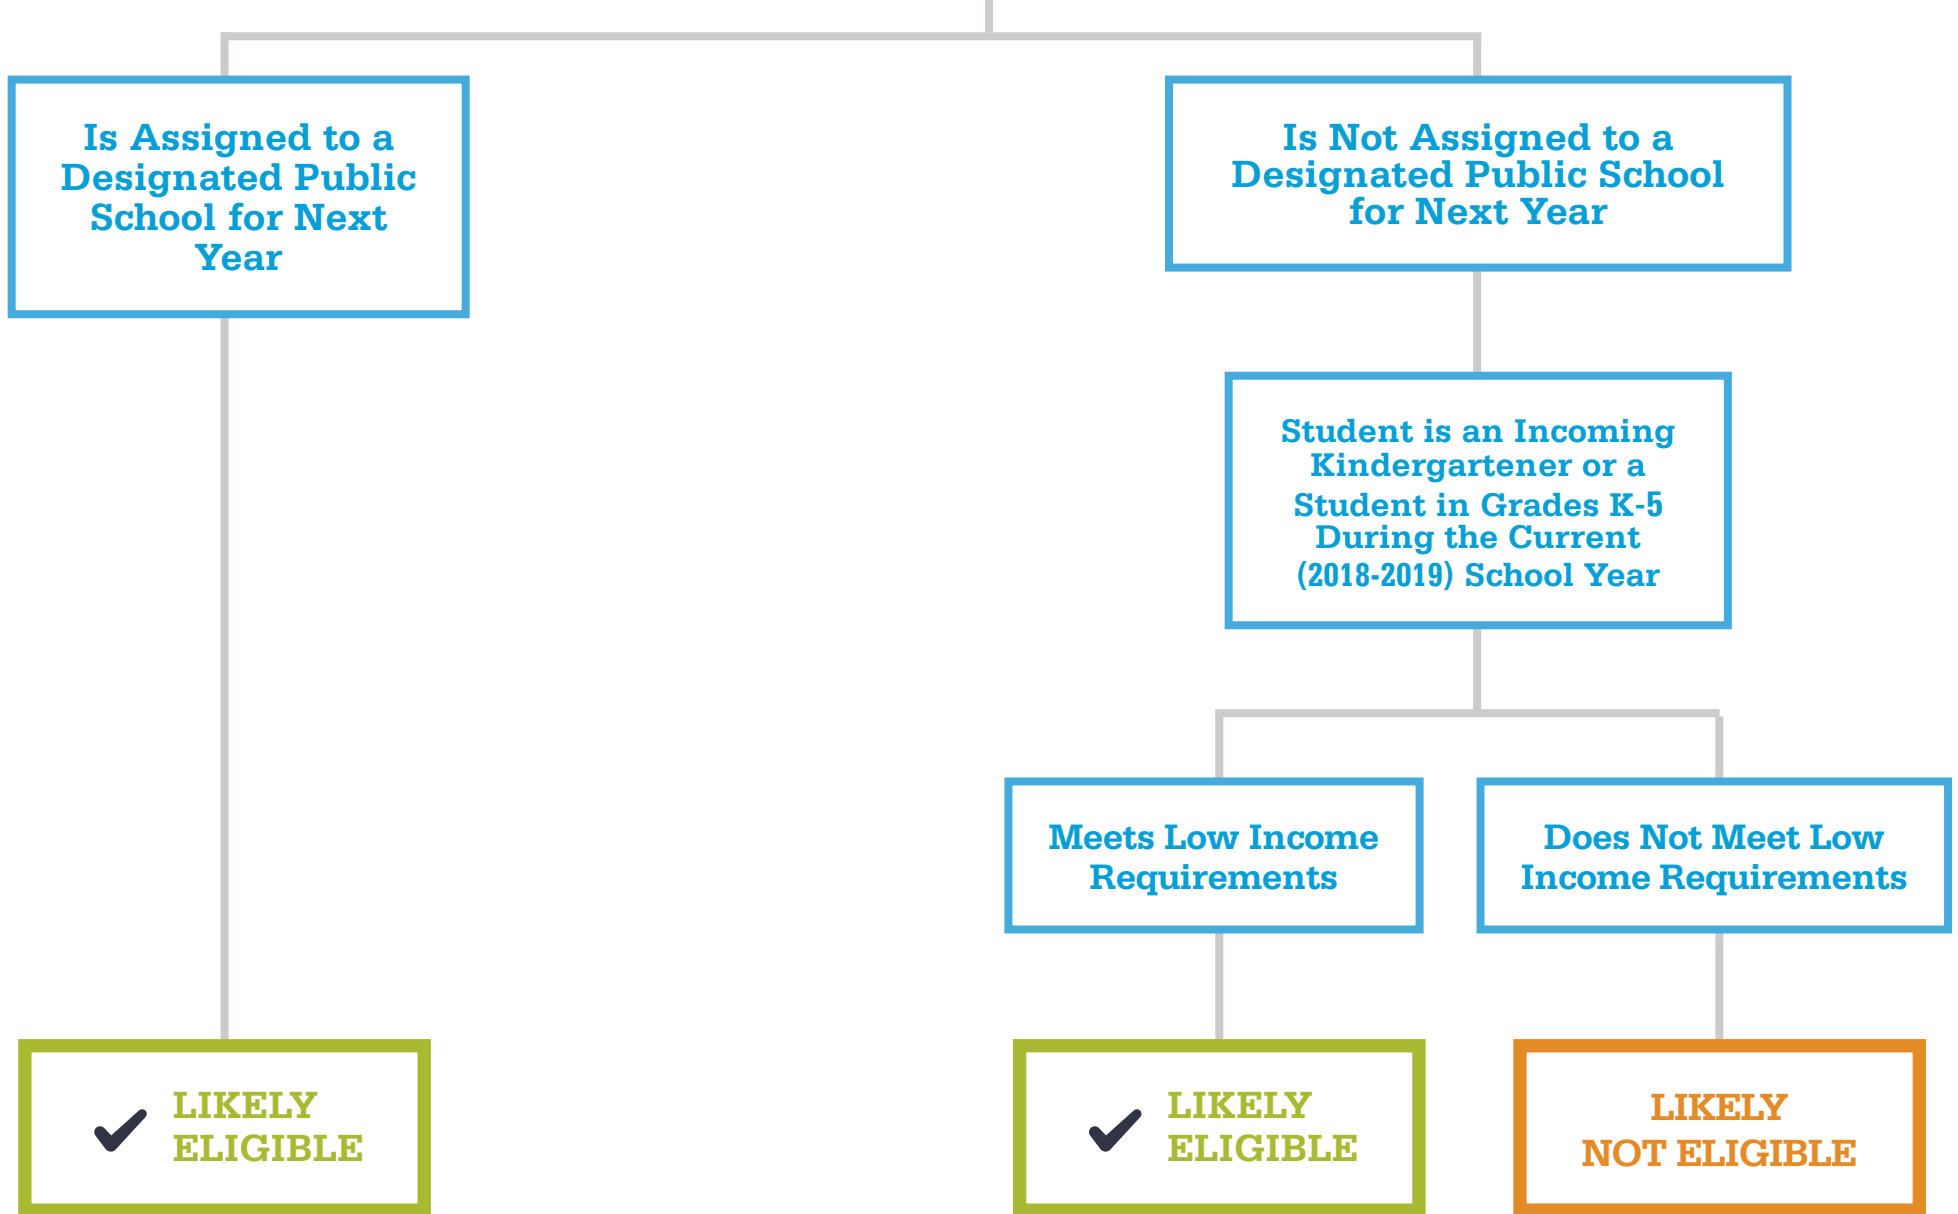 Is Assigned to a
Designated Public
School for Next
Year
Is Not Assigned to a
Designated Public School
for Next Year
Student is an Incoming
Kindergartener or a
Student in Grades K-5
During the Current
(2018-2019) School Year
Meets Low Income
Requirements
Does Not Meet Low
Income Requirements
LIKELY
ELIGIBLE
LIKELY
ELIGIBLE
LIKELY
NOT ELIGIBLE